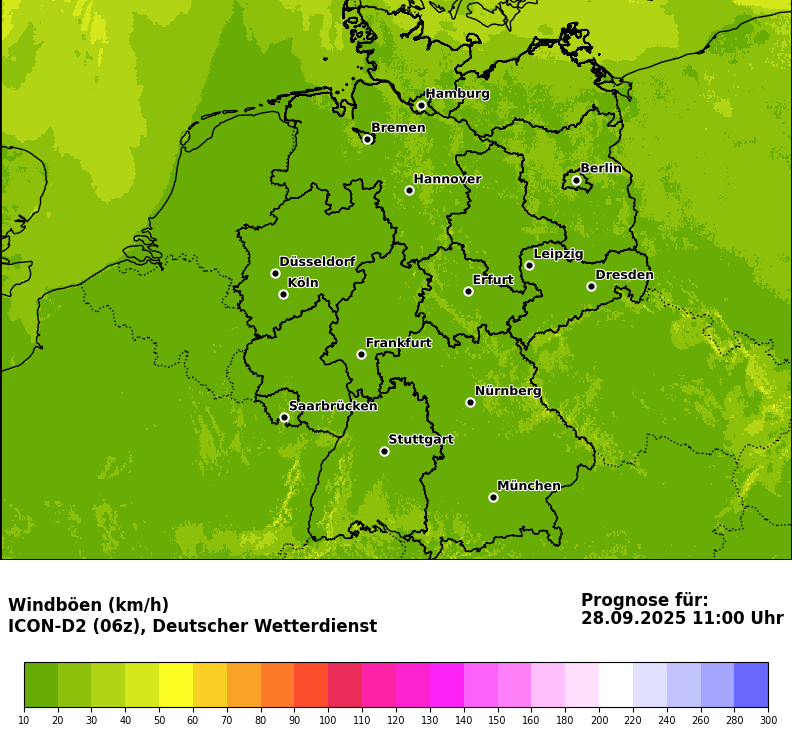 Hamburg
Bremen
Berlin
Hannover
Leipzig
Düsseldorf
Dresden
Köln
Erfurt
Frankfurt
Nürnberg
Saarbrücken
Stuttgart
München
Windböen (km/h)
ICON-D2 (06z), Deutscher Wetterdienst
Prognose für:
28.09.2025 11:00 Uhr
10 20 30 40 50 60 70 80 90 100 110 120 130 140 150 160 180 200 220 240 260 280 300